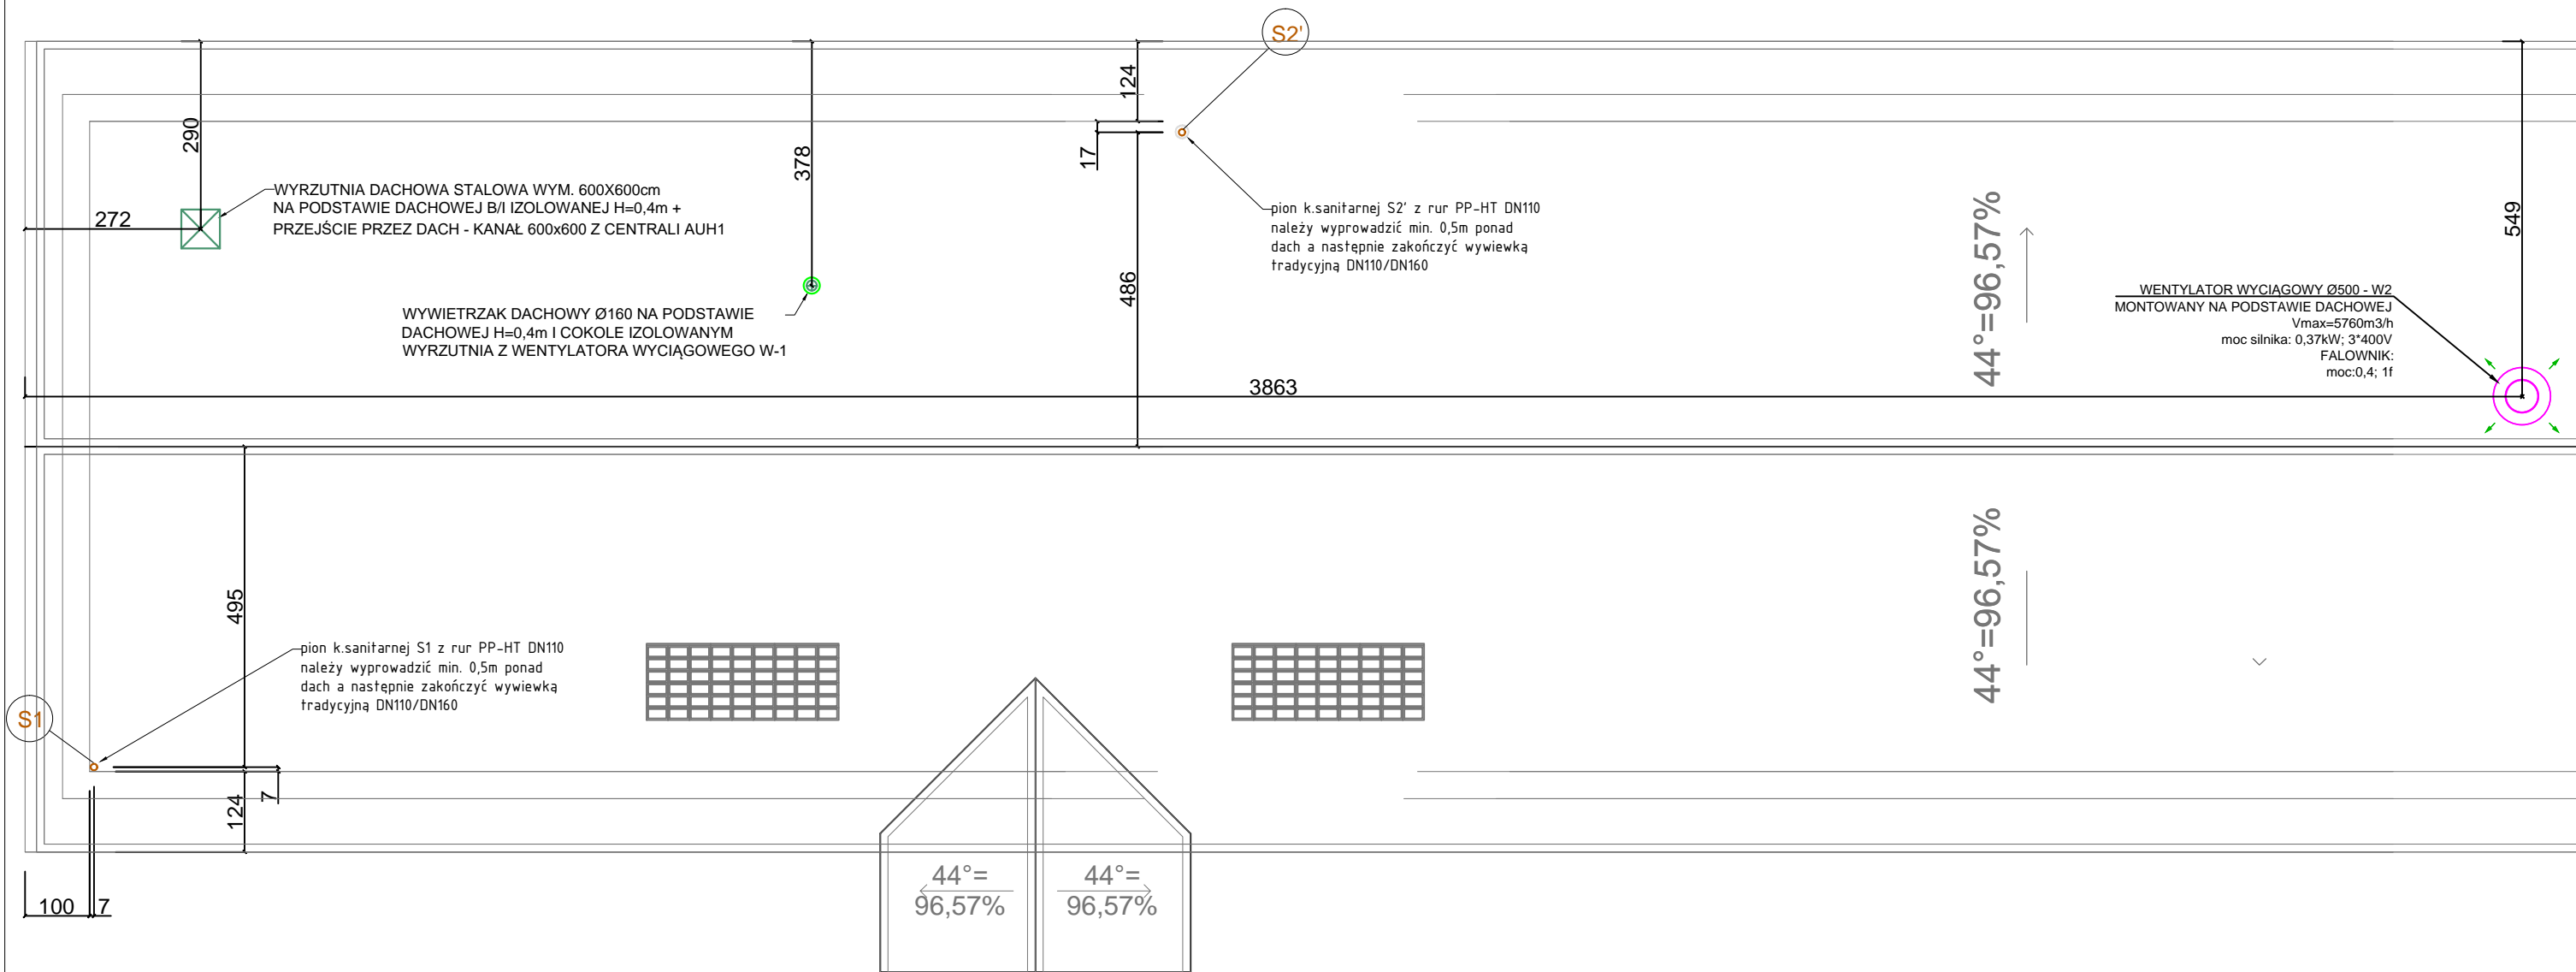 S2'
124
290
17
378
272
WYRZUTNIA DACHOWA STALOWA WYM. 600X600cm
NA PODSTAWIE DACHOWEJ B/I IZOLOWANEJ H=0,4m +
PRZEJŚCIE PRZEZ DACH - KANAŁ 600x600 Z CENTRALI AUH1
pion k.sanitarnej S2' z rur PP-HT DN110
należy wyprowadzić min. 0,5m ponad
dach a następnie zakończyć wywiewką
tradycyjną DN110/DN160
44°=96,57%
549
486
WYWIETRZAK DACHOWY Ø160 NA PODSTAWIE
DACHOWEJ H=0,4m I COKOLE IZOLOWANYM
WYRZUTNIA Z WENTYLATORA WYCIĄGOWEGO W-1
WENTYLATOR WYCIĄGOWY Ø500 - W2
MONTOWANY NA PODSTAWIE DACHOWEJ
Vmax=5760m3/h
moc silnika: 0,37kW; 3*400V
FALOWNIK:
moc:0,4; 1f
3863
495
44°=96,57%
pion k.sanitarnej S1 z rur PP-HT DN110
należy wyprowadzić min. 0,5m ponad
dach a następnie zakończyć wywiewką
tradycyjną DN110/DN160
S1
7
124
100
7
44°=
96,57%
44°=
96,57%